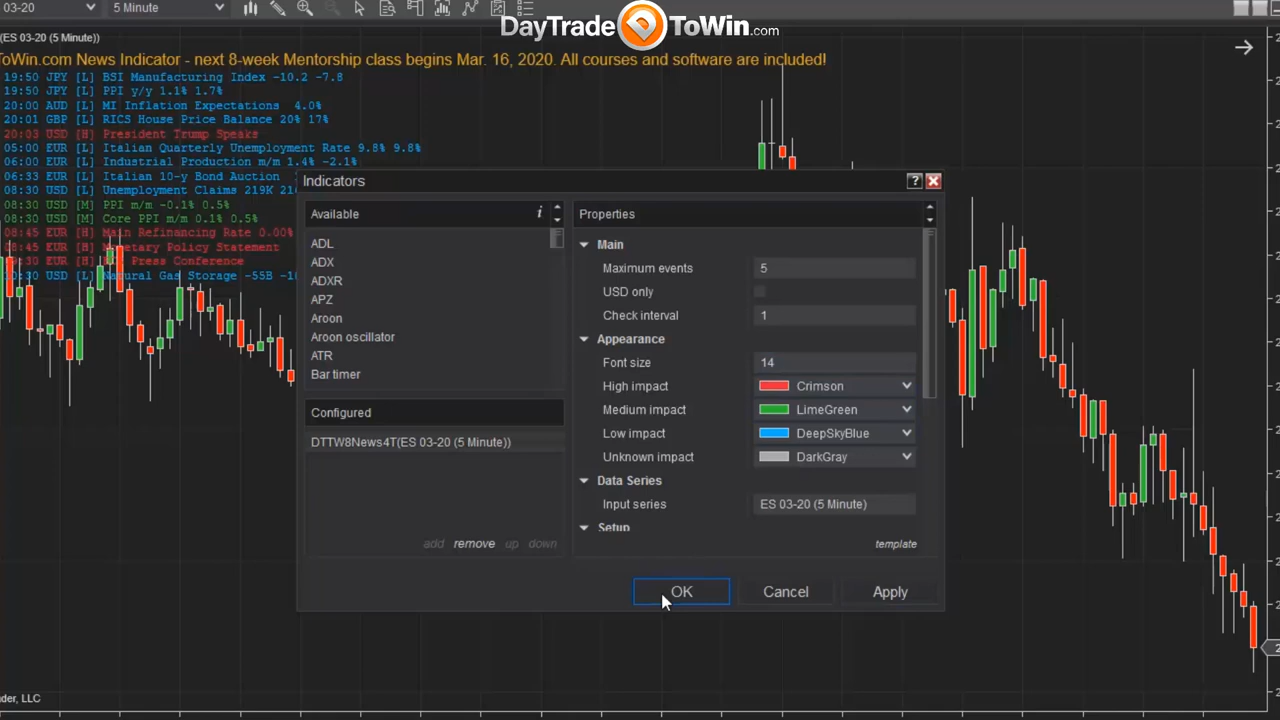 03-20 5 Minute
DayTrade ToWin.com
(ES 03-20 (5 Minute))
ToWin.com News Indicator - next 8-week Mentorship class begins Mar. 16, 2020. All courses and software are included!
19:50 JPY [L] BSI Manufacturing Index -10.2 -7.8
19:50 JPY [L] PPI y/y 1.1% 1.7%
20:00 AUD [L] MI Inflation Expectations 4.0%
20:01 GBP [L] RICS House Price Balance 20% 17%
20:03 USD [H] President Trump Speaks
05:00 EUR [L] Italian Quarterly Unemployment Rate 9.8% 9.8%
06:00 EUR [L] Industrial Production m/m 1.4% -2.1%
06:33 EUR [L] Italian 10-y Bond Auction
08:30 USD [L] Unemployment Claims 219K
08:30 USD [M] PPI m/m -0.1% 0.5%
08:30 USD [M] Core PPI m/m 0.1% 0.5%
08:45 EUR [H] Main Refinancing Rate 0.00%
08:45 EUR [H] Monetary Policy Statement
EUR [H] Press Conference
USD [L] Natural Gas Storage -55B
Indicators
?
Available
i
ADL
ADX
ADXR
APZ
Aroon
Aroon oscillator
ATR
Bar timer
Configured
DTTW8News4T(ES 03-20 (5 Minute))
add remove up down
Properties
Main
Maximum events 5
USD only
Check interval 1
Appearance
Font size 14
High impact Crimson
Medium impact LimeGreen
Low impact DeepSkyBlue
Unknown impact DarkGray
Data Series
Input series ES 03-20 (5 Minute)
Setup
template
OK Cancel Apply
der, LLC